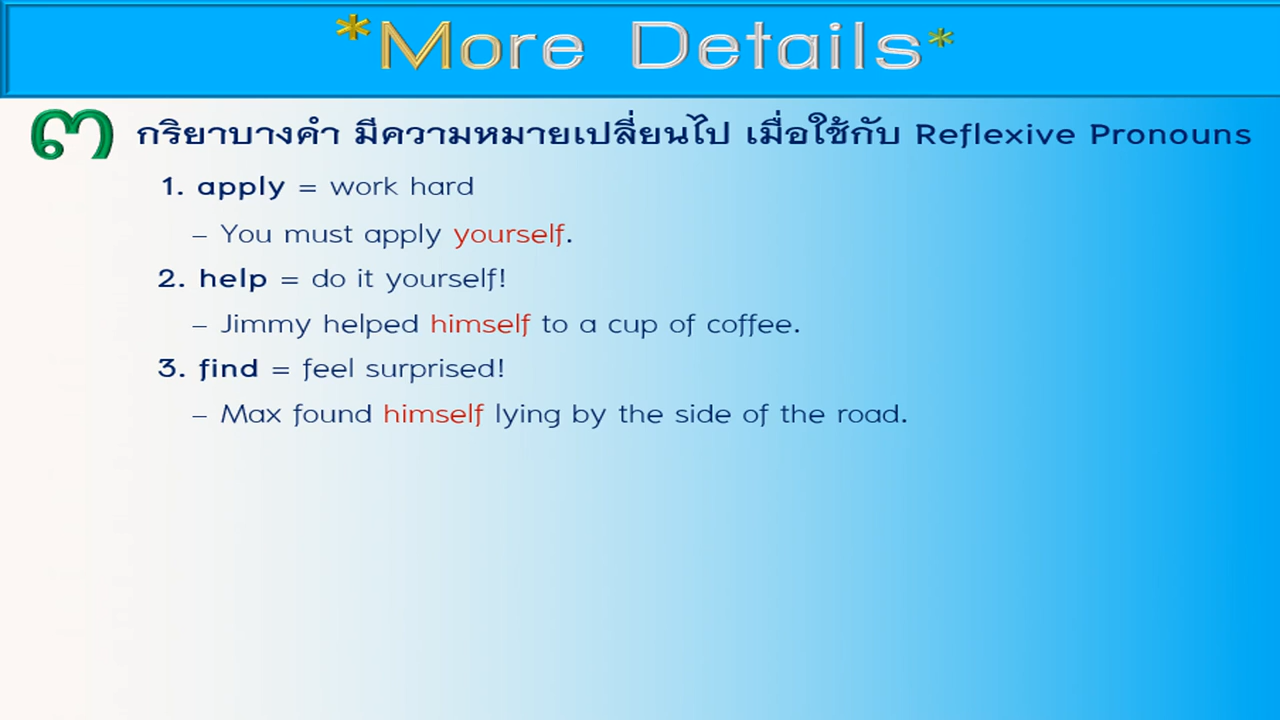 *More Details*
๓ กริยาบางคำ มีความหมายเปลี่ยนไป เมื่อใช้กับ Reflexive Pronouns
1. apply = work hard
– You must apply yourself.
2. help = do it yourself!
– Jimmy helped himself to a cup of coffee.
3. find = feel surprised!
– Max found himself lying by the side of the road.